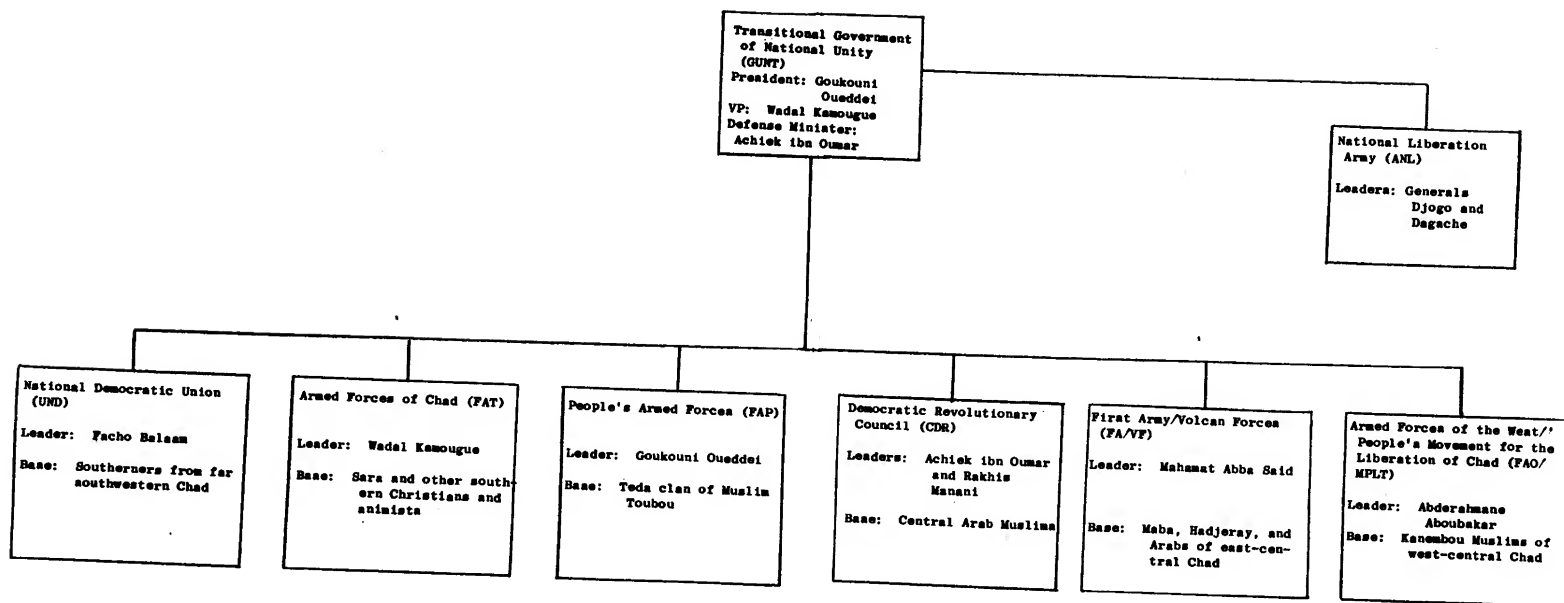 Transitional Government
of National Unity
(GUNT)
President: Goukouni
Oueddei
VP: Wadal Kamougue
Defense Minister:
Achiek ibn Oumar
National Liberation
Army (ANL)
Leaders: Generals
Djogo and
Dagache
National Democratic Union
(UND)
Leader: Facho Balaam
Base: Southerners from far
southwestern Chad
Armed Forces of Chad (FAT)
Leader: Wadal Kamougue
Base: Sara and other south-
ern Christians and
animists
People's Armed Forces (FAP)
Leader: Goukouni Oueddei
Base: Teda clan of Muslim
Toubou
Democratic Revolutionary
Council (CDR)
Leaders: Achiek ibn Oumar
and Rakhis
Manani
Base: Central Arab Muslims
First Army/Volcan Forces
(FA/VF)
Leader: Mahamat Abba Said
Base: Maba, Hadjeray, and
Arabs of east-cen-
tral Chad
Armed Forces of the West/
People's Movement for the
Liberation of Chad (FAO/
MPLT)
Leader: Abderahmane
Aboubakar
Base: Kanembou Muslims of
west-central Chad